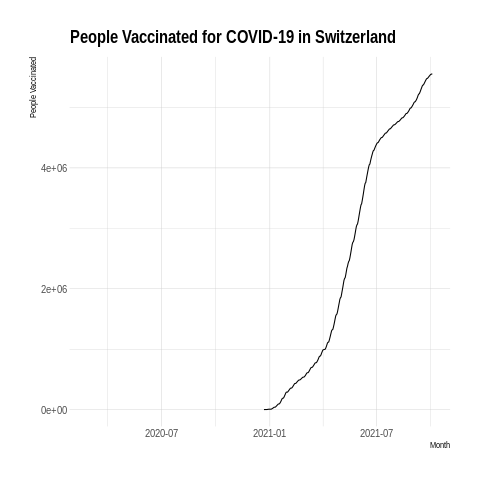 People Vaccinated for COVID-19 in Switzerland
People Vaccinated
4e+06
2e+06
0e+00
2020-07 2021-01 2021-07
Month